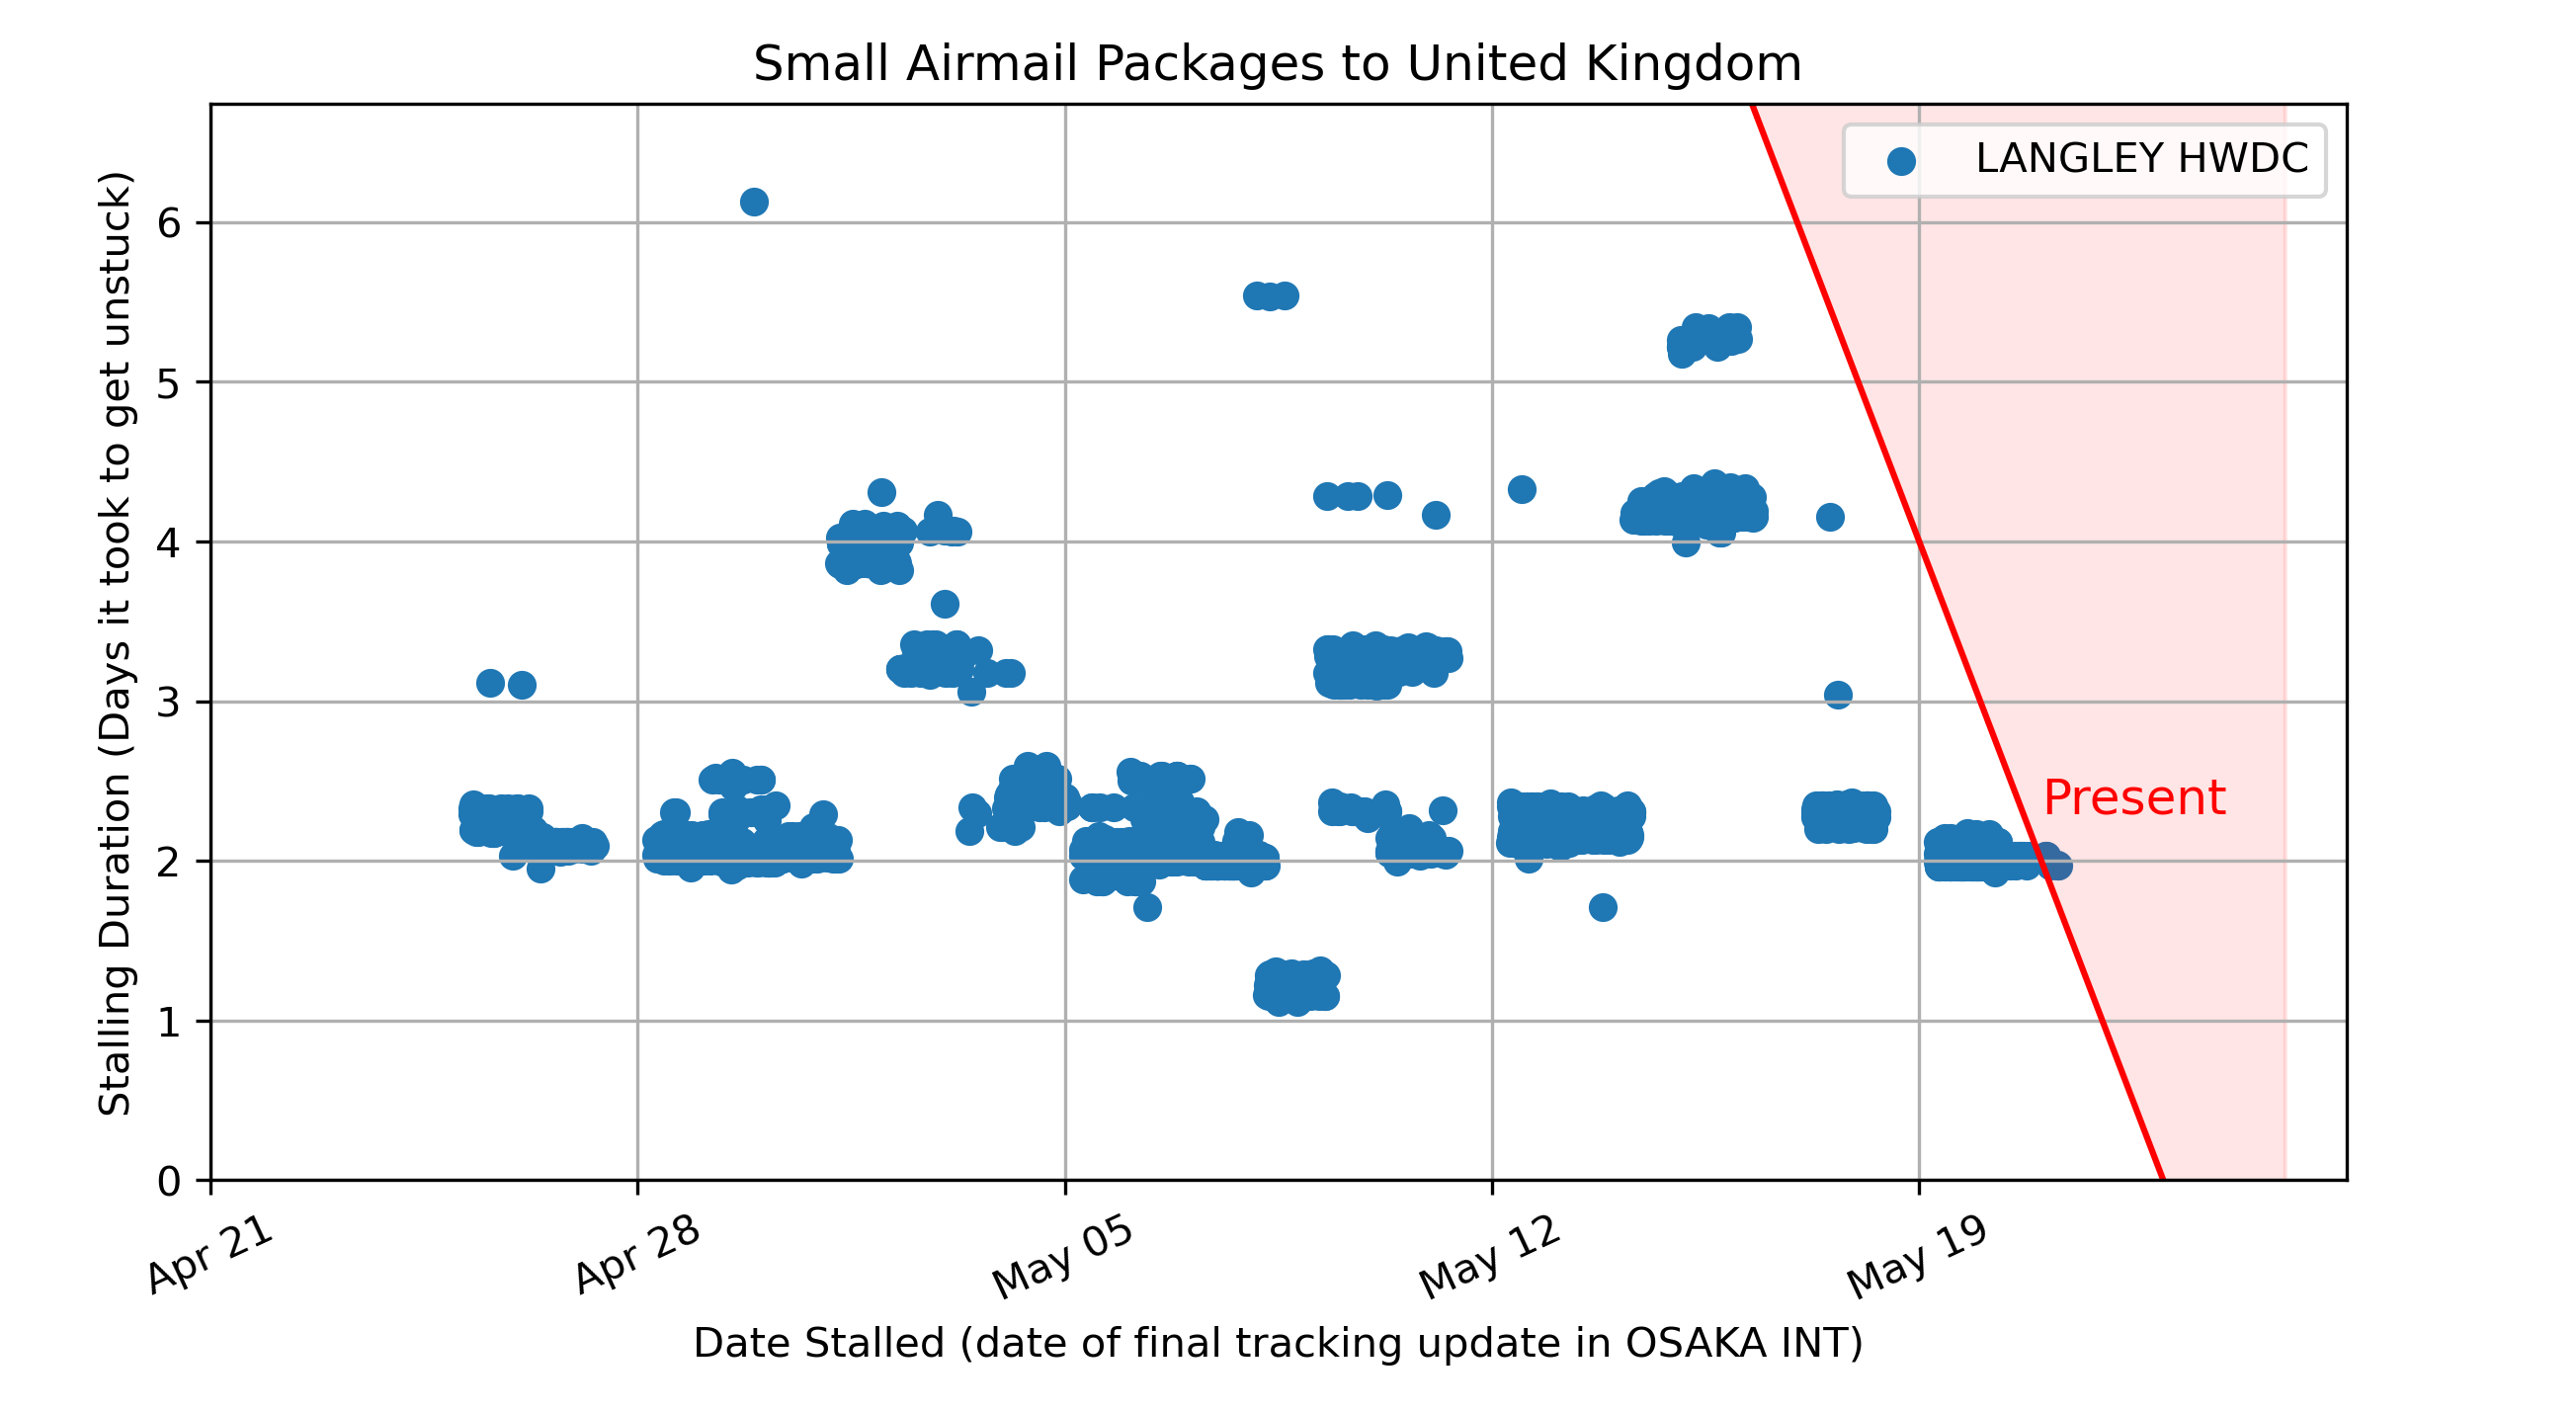 Small Airmail Packages to United Kingdom
LANGLEY HWDC
Stalling Duration (Days it took to get unstuck)
6
5
4
3
2
1
0
Present
Apr 21
Apr 28
May 05
May 12
May 19
Date Stalled (date of final tracking update in OSAKA INT)